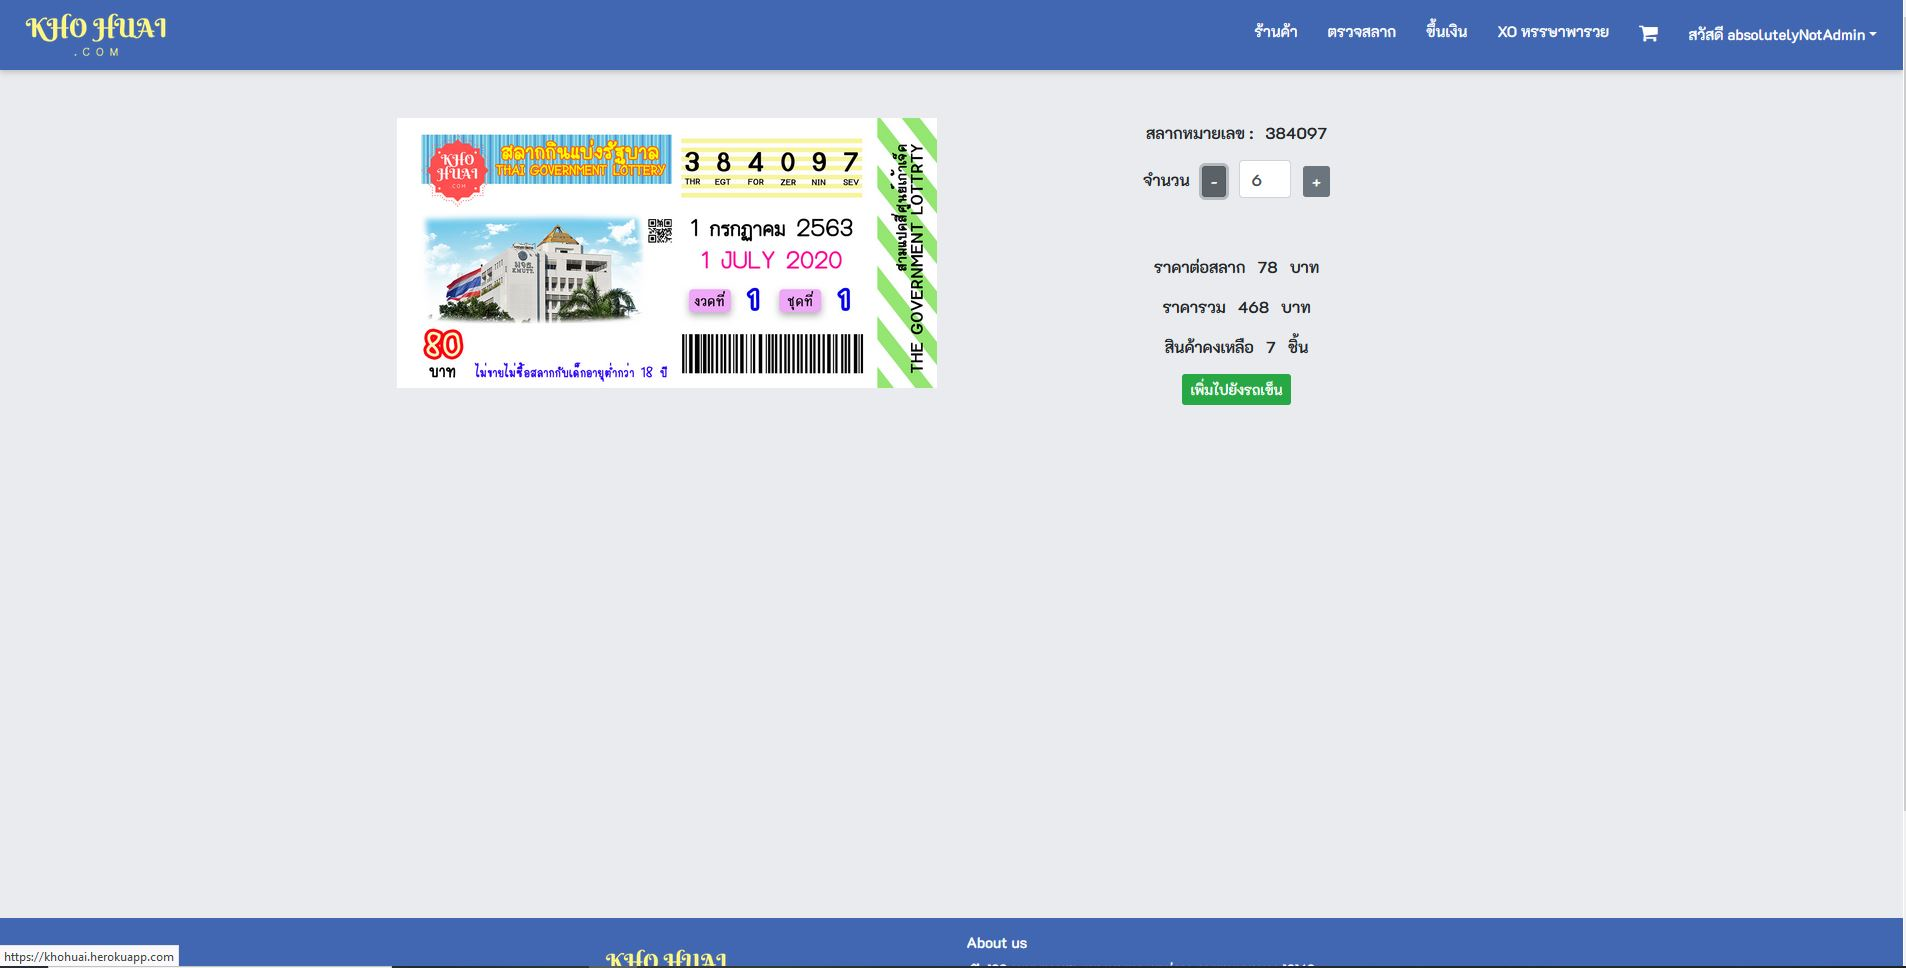 KHO HUAI
.COM
ร้านค้า
ตรวจสลาก
ขึ้นเงิน
XO หรรษาพารวย
สวัสดี absolutelyNotAdmin
KHO
HUAI
.COM
สลากกินแบ่งรัฐบาล
THAI GOVERNMENT LOTTERY
3 8 4 0 9 7
THR EGT FOR ZER NIN SEV
มจธ.
KMUTT
1 กรกฎาคม 2563
1 JULY 2020
งวดที่ ปี ชุดที่ ปี
80
บาท
ไม่ขายไม่ซื้อสลากกับเด็กอายุต่ำกว่า 18 ปี
สามแปดสี่ศูนย์เก้าเจ็ด
THE GOVERNMENT LOTTRTY
สลากหมายเลข : 384097
จำนวน - 6 +
ราคาต่อสลาก 78 บาท
ราคารวม 468 บาท
สินค้าคงเหลือ 7 ชิ้น
เพิ่มไปยังรถเข็น
About us
KHO HUAI
https://khohuai.herokuapp.com